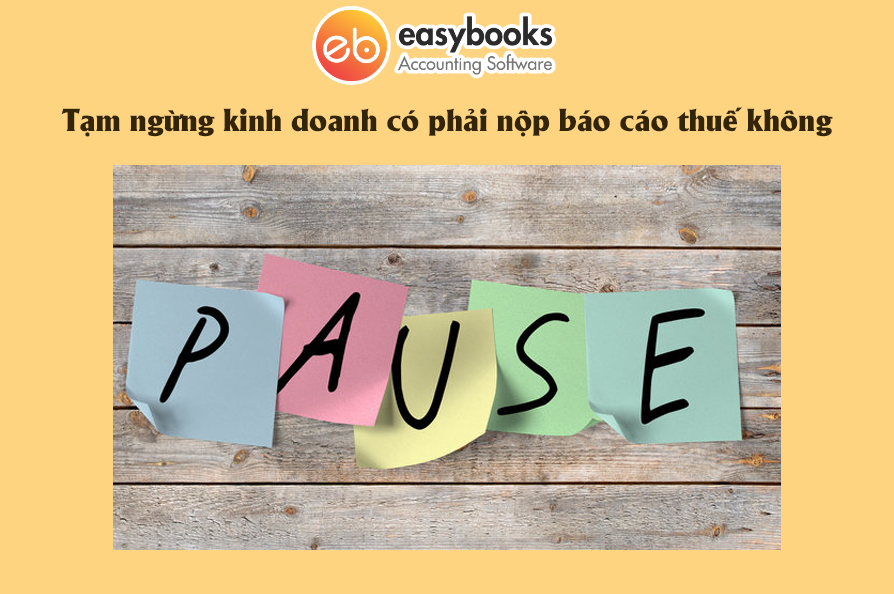 eb easybooks
Accounting Software
Tạm ngừng kinh doanh có phải nộp báo cáo thuế không
PAUSE